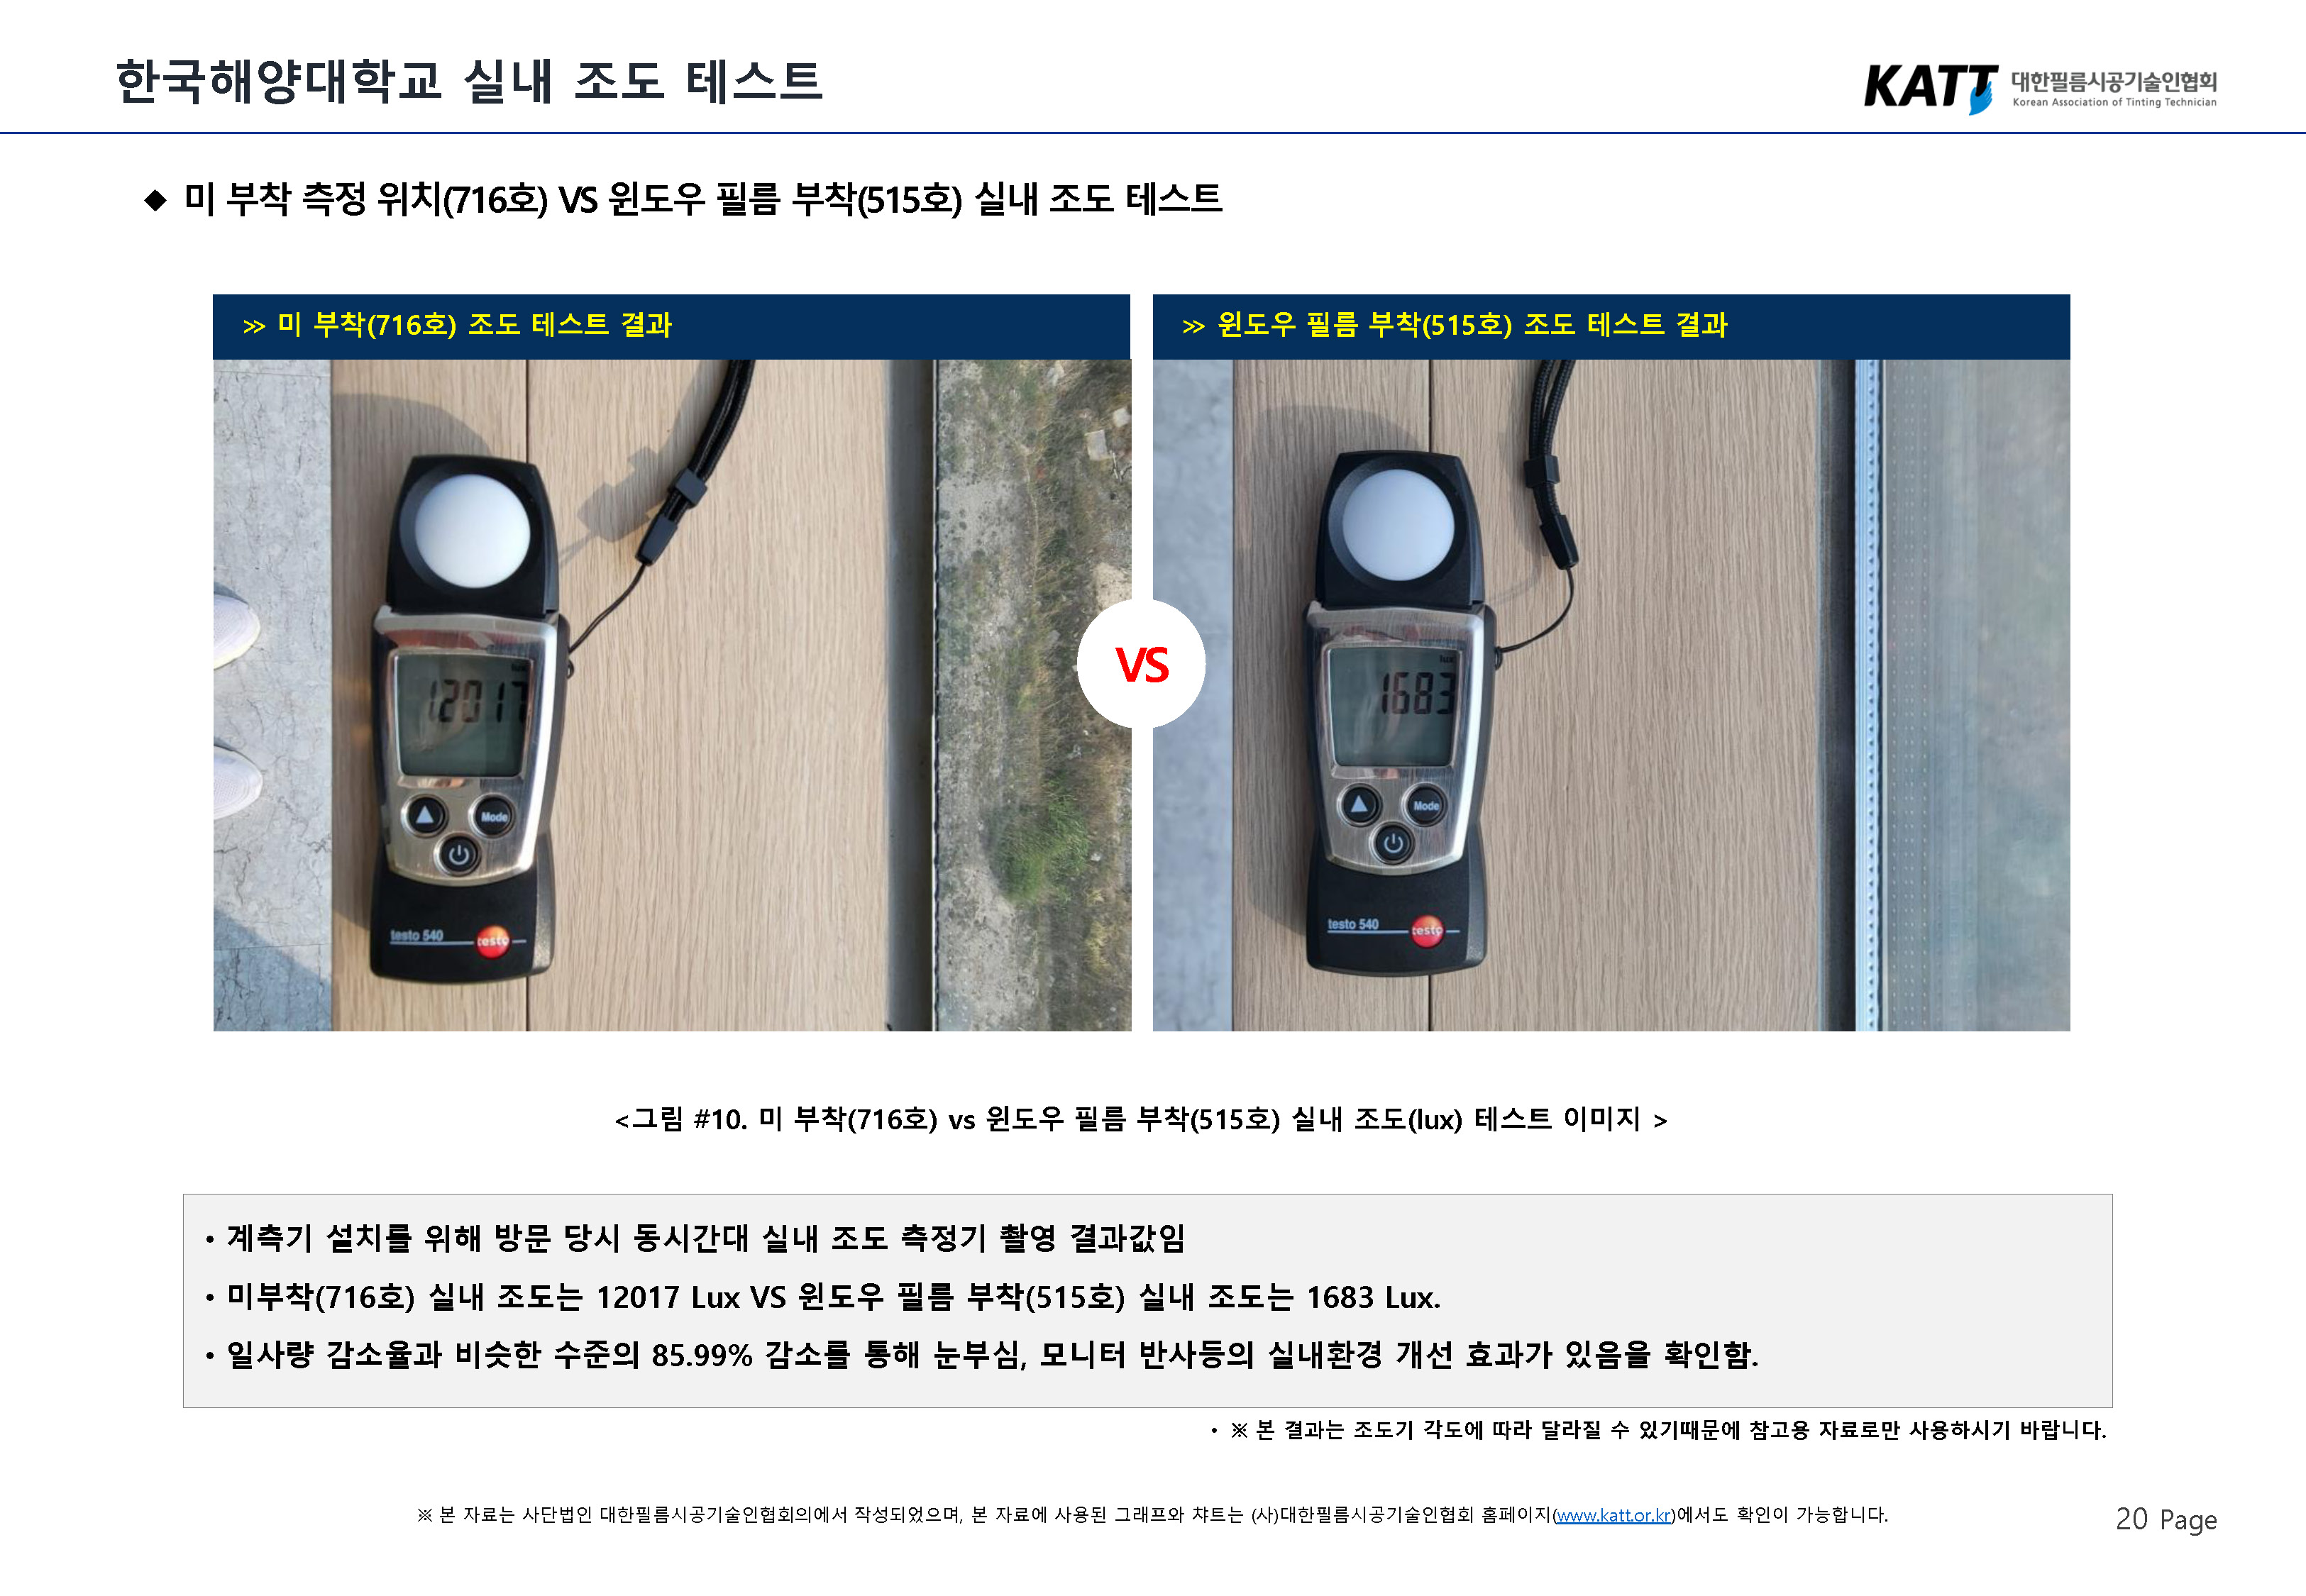 한국해양대학교 실내 조도 테스트
KATT 대한필름시공기술인협회
Korean Association of Tinting Technician
◆ 미 부착 측정 위치(716호) VS 윈도우 필름 부착(515호) 실내 조도 테스트
>> 미 부착(716호) 조도 테스트 결과
>> 윈도우 필름 부착(515호) 조도 테스트 결과
lux
12017
Mode
testo 540
testo
VS
lux
1683
Mode
testo 540
testo
<그림 #10. 미 부착(716호) vs 윈도우 필름 부착(515호) 실내 조도(lux) 테스트 이미지 >
• 계측기 설치를 위해 방문 당시 동시간대 실내 조도 측정기 촬영 결과값임
• 미부착(716호) 실내 조도는 12017 Lux VS 윈도우 필름 부착(515호) 실내 조도는 1683 Lux.
• 일사량 감소율과 비슷한 수준의 85.99% 감소를 통해 눈부심, 모니터 반사등의 실내환경 개선 효과가 있음을 확인함.
• ※ 본 결과는 조도기 각도에 따라 달라질 수 있기때문에 참고용 자료로만 사용하시기 바랍니다.
※ 본 자료는 사단법인 대한필름시공기술인협회의에서 작성되었으며, 본 자료에 사용된 그래프와 챠트는 (사)대한필름시공기술인협회 홈페이지(www.katt.or.kr)에서도 확인이 가능합니다.
20 Page